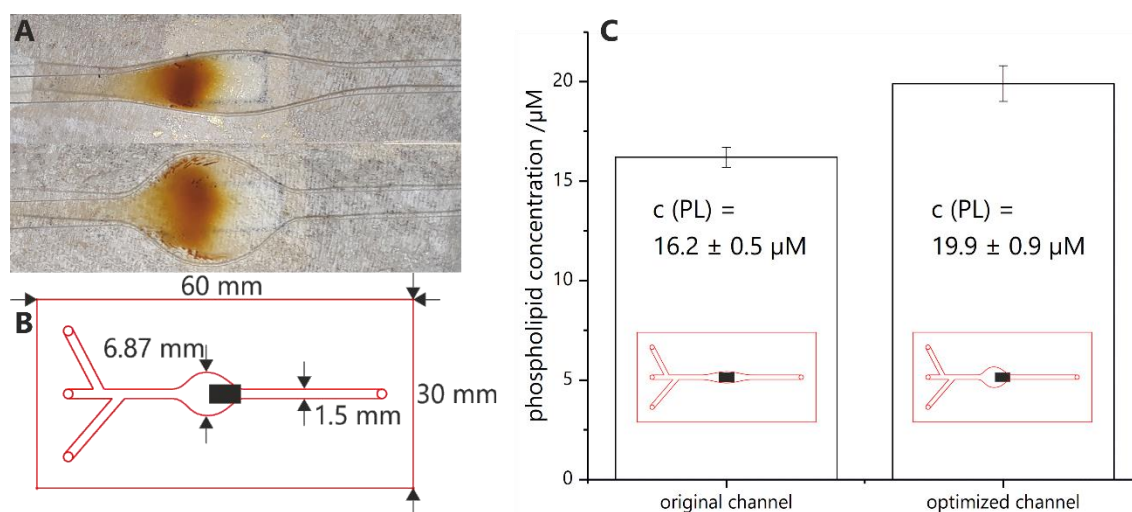 A
60 mm
B
6.87 mm
30 mm
1.5 mm
C
phospholipid concentration /µM
20
15
10
5
0
c (PL) =
16.2 ± 0.5 µM
c (PL) =
19.9 ± 0.9 µM
original channel
optimized channel